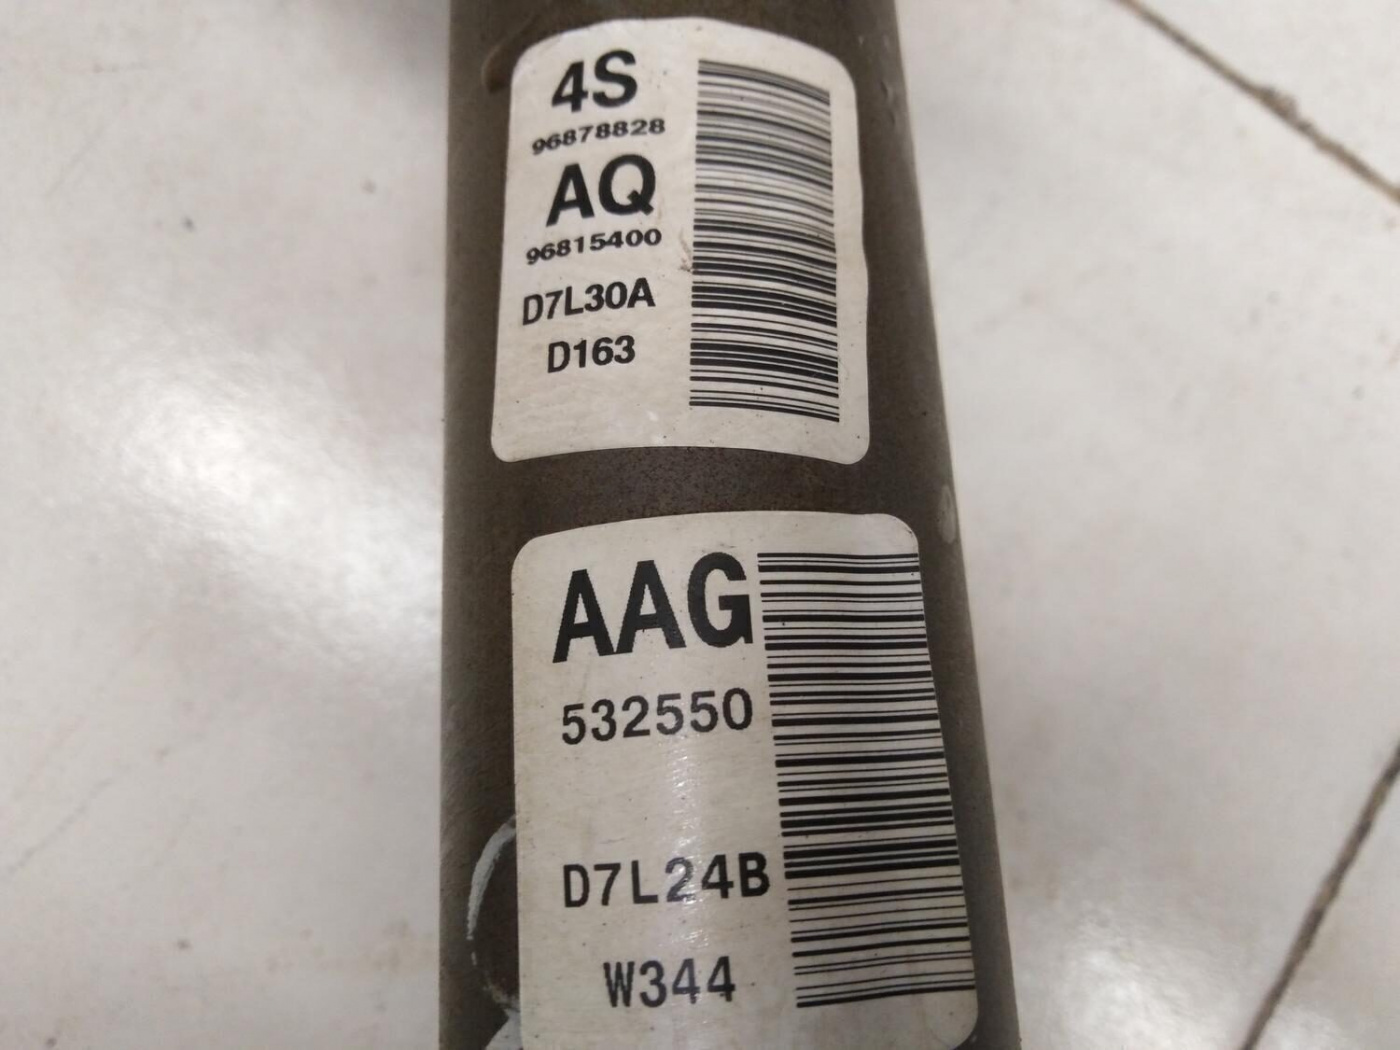 4S
96878828
AQ
96815400
D7L30A
D163
AAG
532550
D7L24B
W344